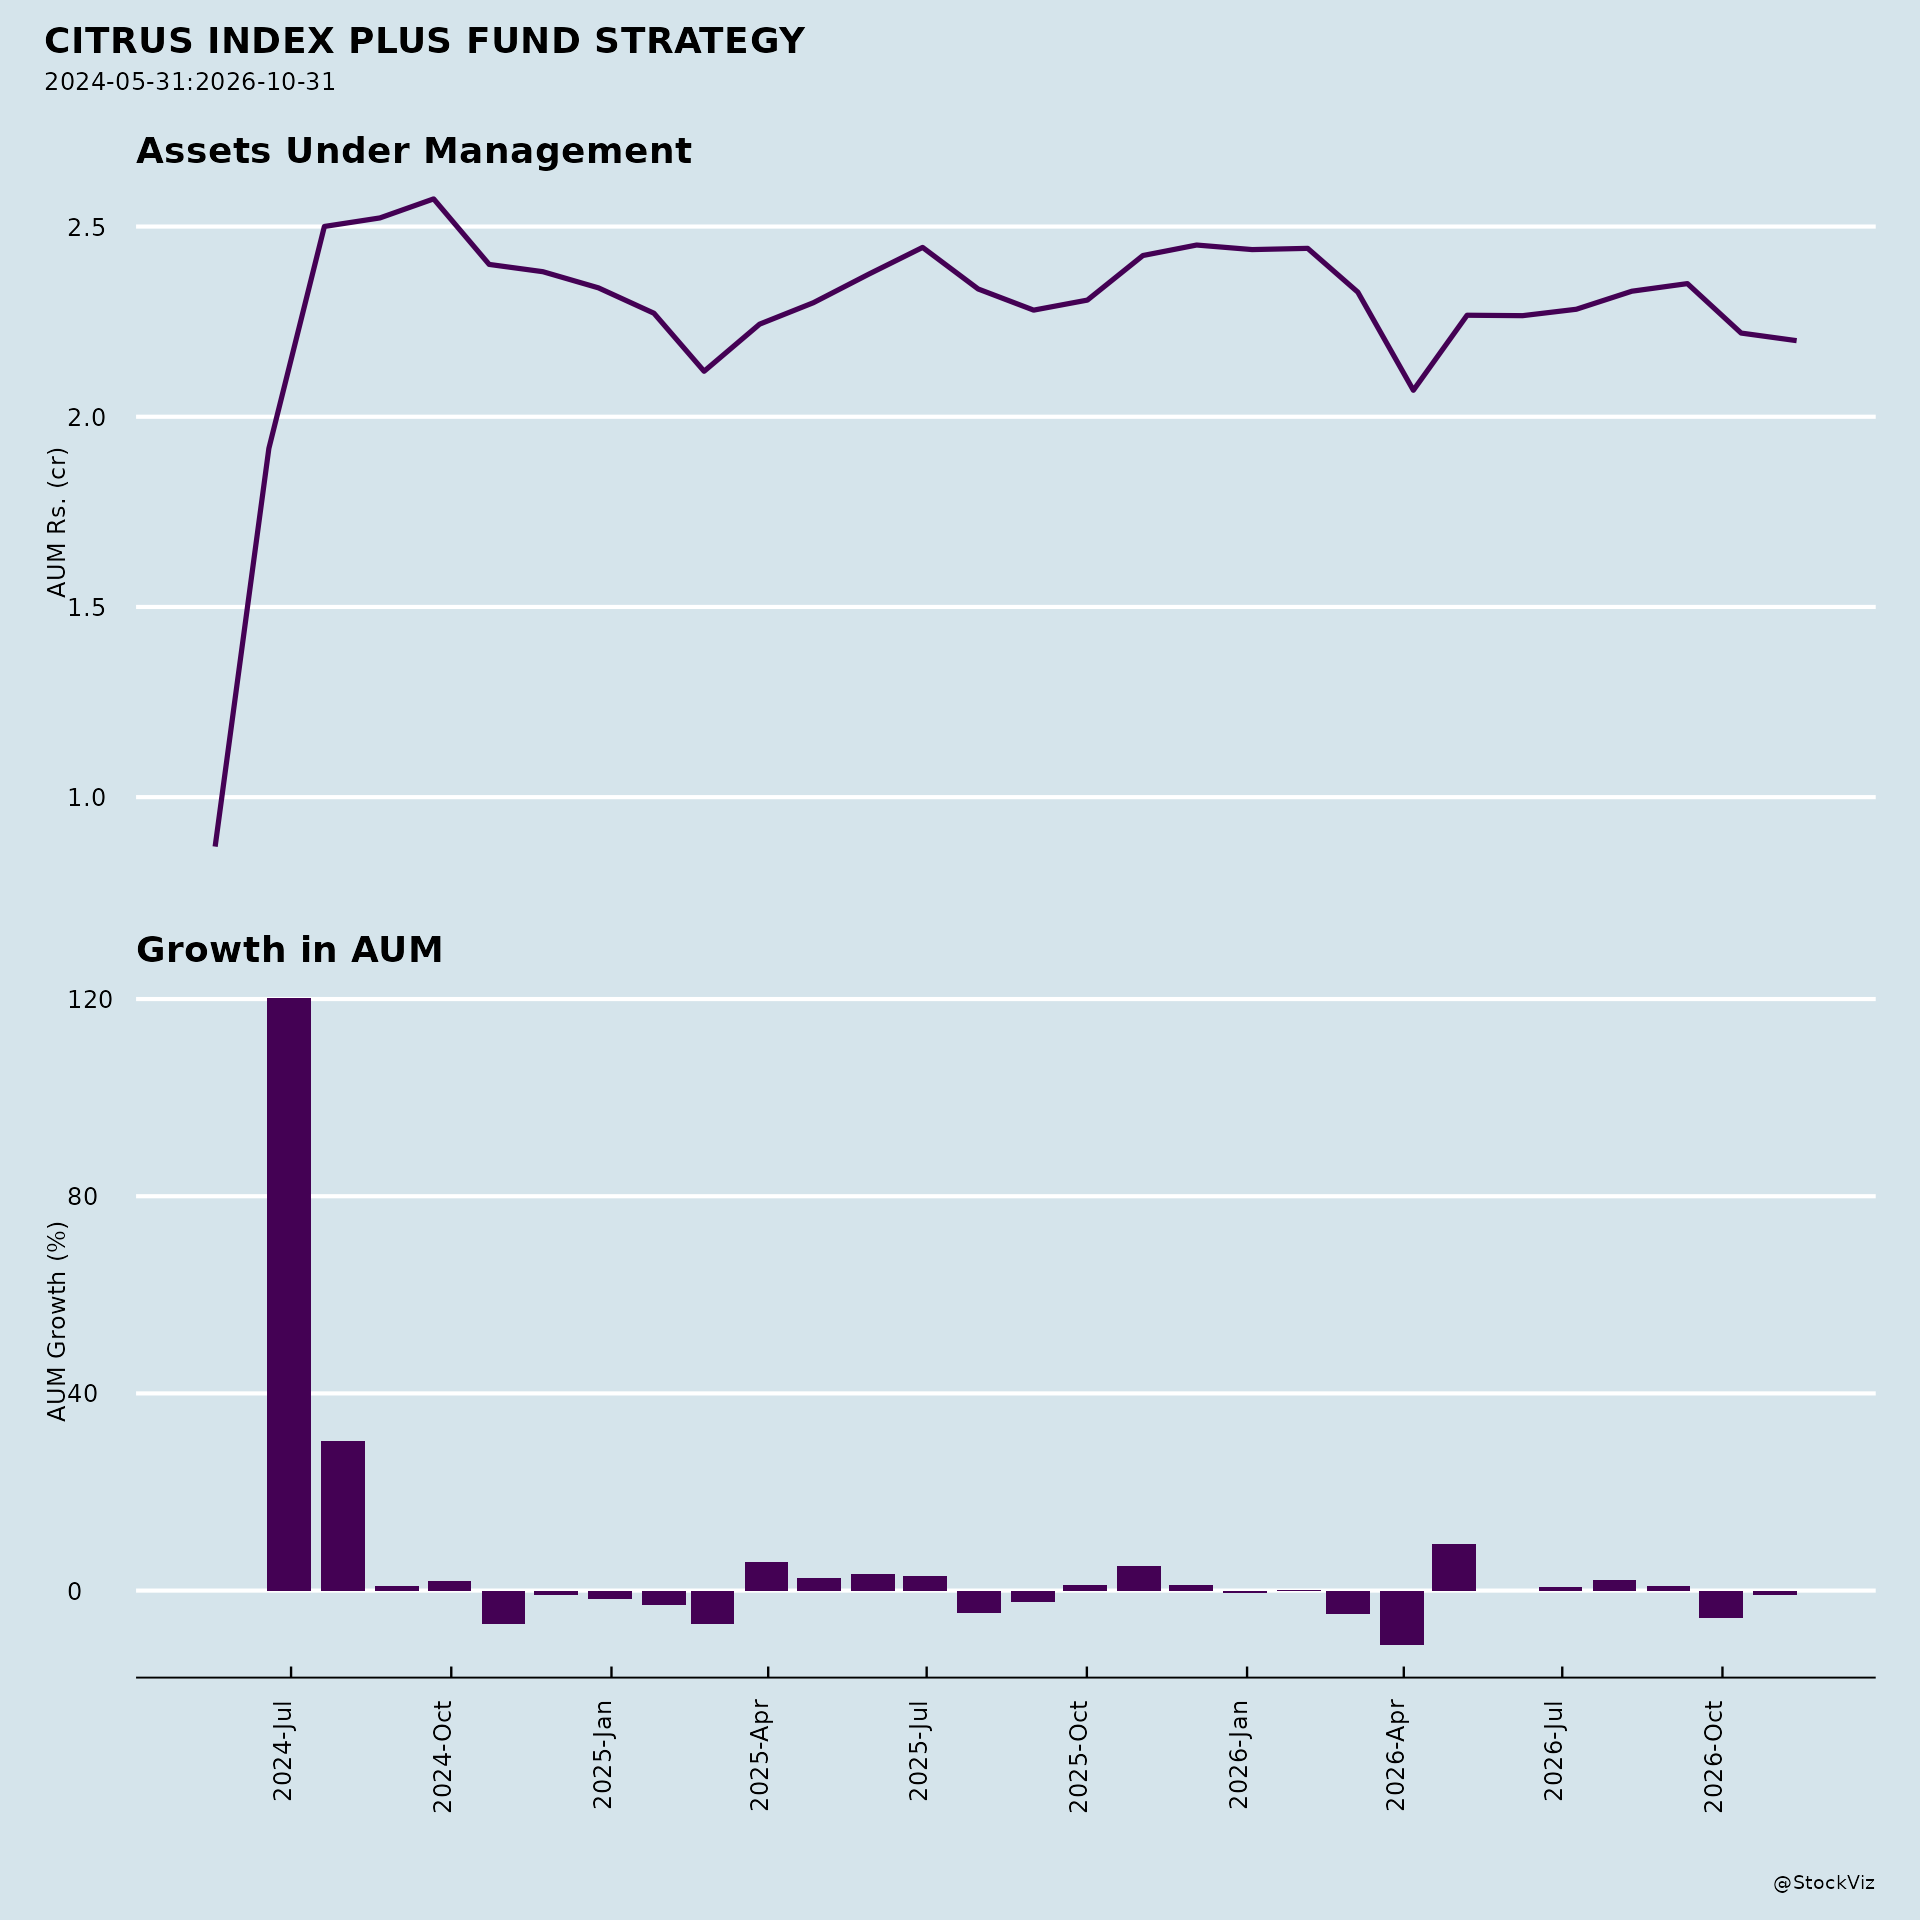 CITRUS INDEX PLUS FUND STRATEGY
2024-05-31:2026-10-31
Assets Under Management
AUM Rs. (cr)
2.5
2.0
1.5
1.0
Growth in AUM
AUM Growth (%)
120
80
40
0
2024-Jul
2024-Oct
2025-Jan
2025-Apr
2025-Jul
2025-Oct
2026-Jan
2026-Apr
2026-Jul
2026-Oct
@StockViz